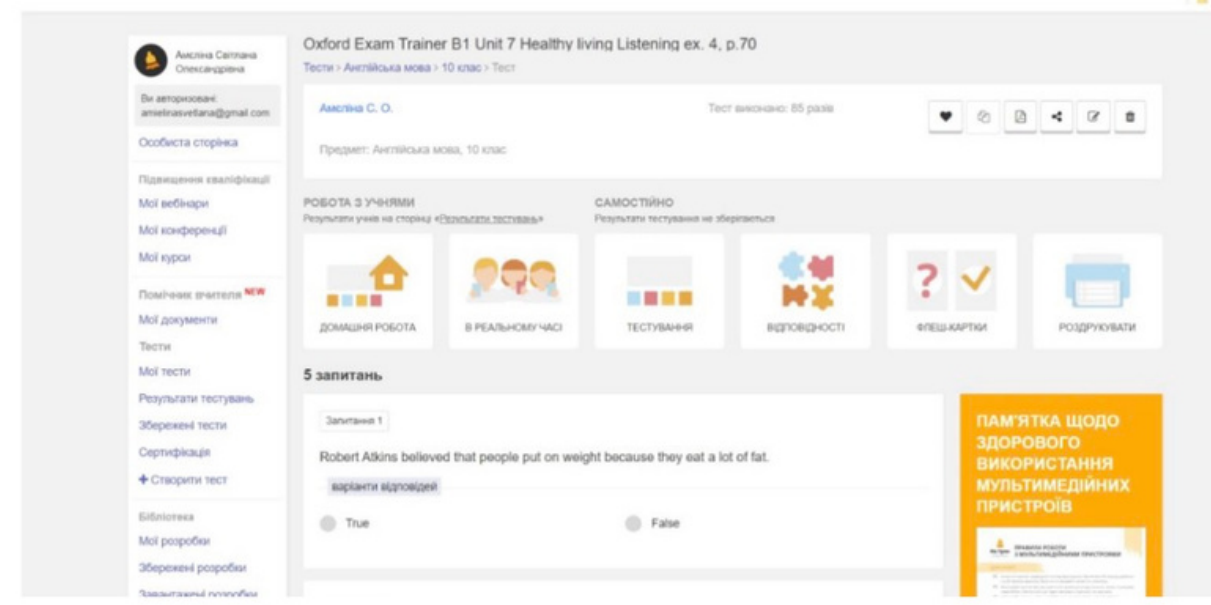 Амєліна Світлана
Олександрівна
Ви авторизовані:
amielinasvetlana@gmail.com
Особиста сторінка
Підвищення кваліфікації
Мої вебінари
Мої конференції
Мої курси
Помічник вчителя NEW
Мої документи
Тести
Мої тести
Результати тестувань
Збережені тести
Сертифікація
+ Створити тест
Бібліотека
Мої розробки
Збережені розробки
Завантажені розробки
Oxford Exam Trainer B1 Unit 7 Healthy living Listening ex. 4, p.70
Тести > Англійська мова > 10 клас > Тест
Амєліна С. О.
Тест виконано: 85 разів
Предмет: Англійська мова, 10 клас
РОБОТА З УЧНЯМИ
Результати учнів на сторінці «Результати тестувань»
САМОСТІЙНО
Результати тестування не зберігаються
ДОМАШНЯ РОБОТА
В РЕАЛЬНОМУ ЧАСІ
ТЕСТУВАННЯ
ВІДПОВІДНОСТІ
ФЛЕШ-КАРТКИ
РОЗДРУКУВАТИ
5 запитань
Запитання 1
Robert Atkins believed that people put on weight because they eat a lot of fat.
варіанти відповідей
True
False
ПАМ'ЯТКА ЩОДО
ЗДОРОВОГО
ВИКОРИСТАННЯ
МУЛЬТИМЕДІЙНИХ
ПРИСТРОЇВ
ПРАВИЛА РОБОТИ
З МУЛЬТИМЕДІЙНИМИ ПРИСТРОЯМИ